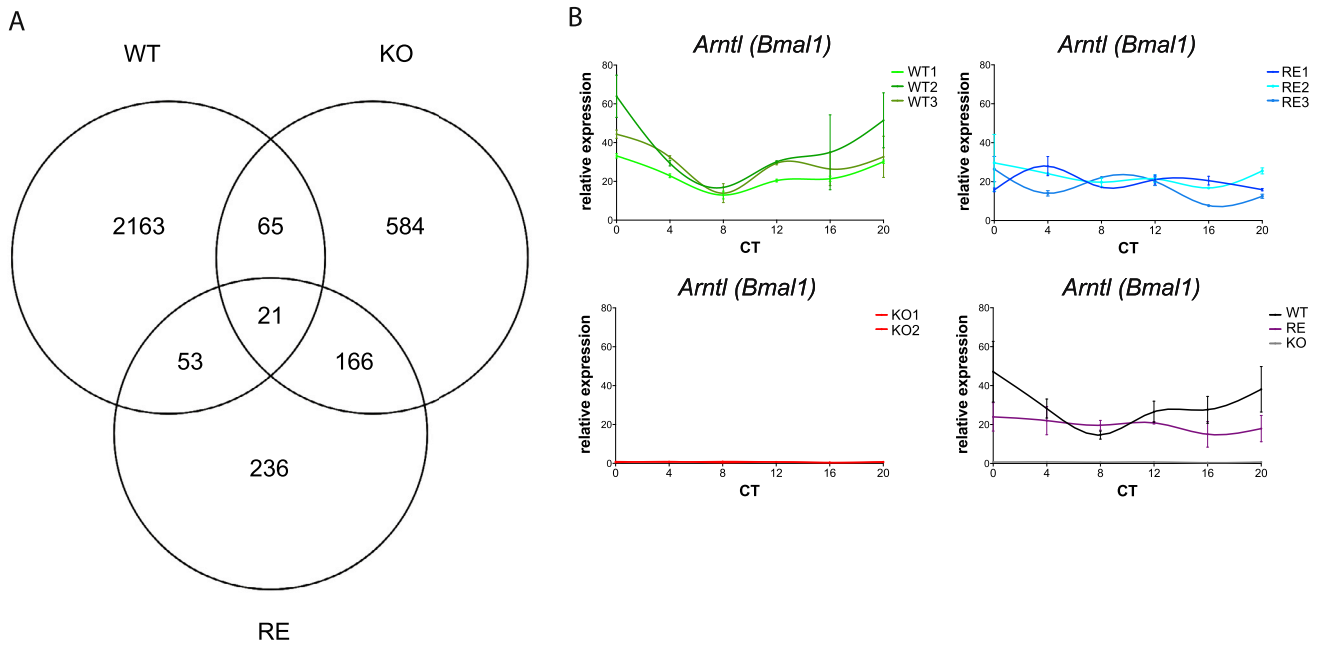 A
WT
KO
2163
65
584
21
53
166
236
RE
B
Arntl (Bmal1)
relative expression
80
60
40
20
0
0 4 8 12 16 20
CT
WT1
WT2
WT3
Arntl (Bmal1)
relative expression
80
60
40
20
0
0 4 8 12 16 20
CT
RE1
RE2
RE3
Arntl (Bmal1)
relative expression
80
60
40
20
0
0 4 8 12 16 20
CT
KO1
KO2
Arntl (Bmal1)
relative expression
80
60
40
20
0
0 4 8 12 16 20
CT
WT
RE
KO